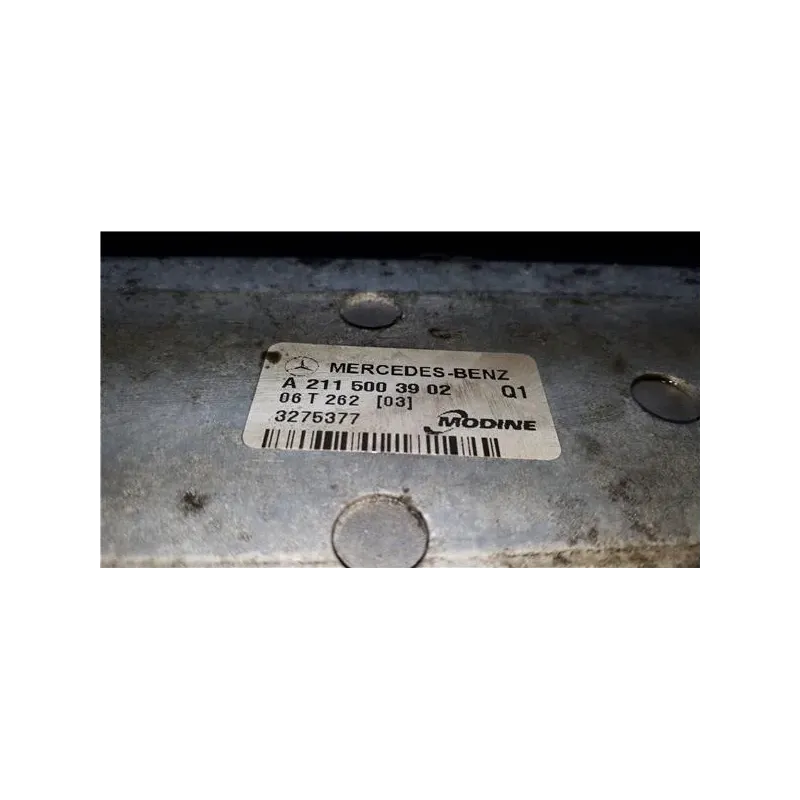 MERCEDES-BENZ
A 211 500 39 02 Q1
06 T 262 [03]
3275377 MODINE